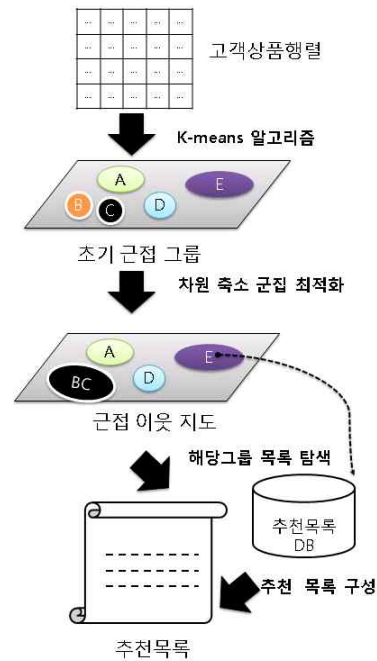 ... ... ... ... ...
... ... ... ... ...
... ... ... ... ...
... ... ... ... ...
고객상품행렬
K-means 알고리즘
A
E
B
C
D
초기 근접 그룹
차원 축소 군집 최적화
A
E
BC
D
근접 이웃 지도
해당그룹 목록 탐색
추천목록
DB
추천 목록 구성
추천목록